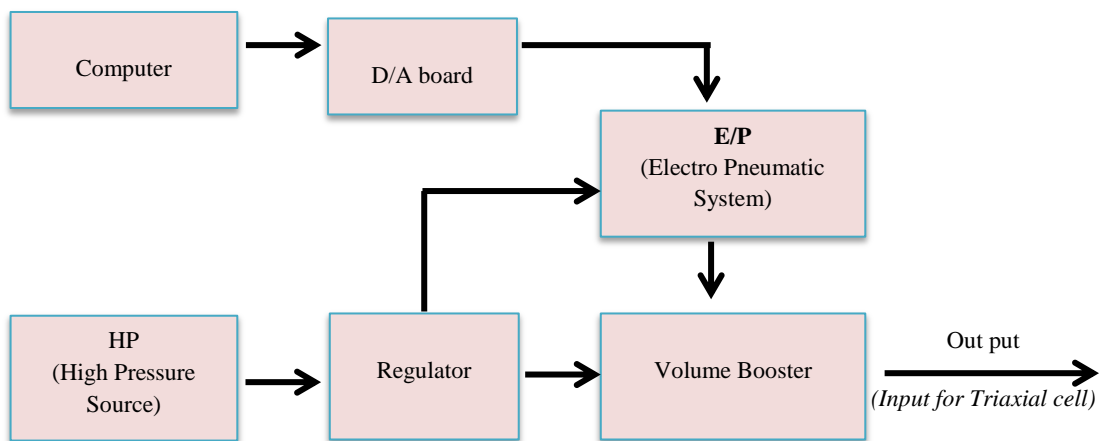 Computer
D/A board
E/P
(Electro Pneumatic
System)
HP
(High Pressure
Source)
Regulator
Volume Booster
Out put
(Input for Triaxial cell)